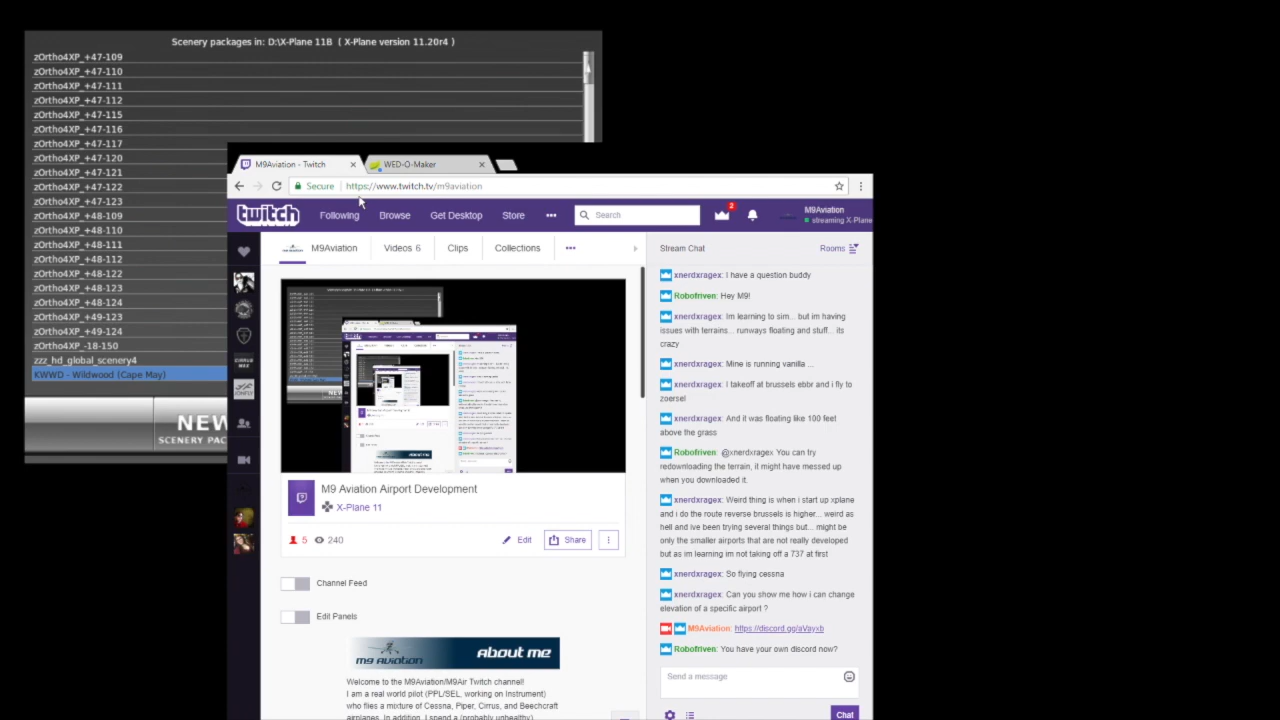 Scenery packages in: D:\X-Plane 11B ( X-Plane version 11.20r4 )
zOrtho4XP_+47-109
zOrtho4XP_+47-110
zOrtho4XP_+47-111
zOrtho4XP_+47-112
zOrtho4XP_+47-115
zOrtho4XP_+47-116
zOrtho4XP_+47-117
zOrtho4XP_+47-120
zOrtho4XP_+47-121
zOrtho4XP_+47-122
zOrtho4XP_+47-123
zOrtho4XP_+48-109
zOrtho4XP_+48-110
zOrtho4XP_+48-111
zOrtho4XP_+48-112
zOrtho4XP_+48-122
zOrtho4XP_+48-123
zOrtho4XP_+48-124
zOrtho4XP_+49-123
zOrtho4XP_+49-124
zOrtho4XP_-18-150
zzz_hd_global_scenery4
KWWD - Wildwood (Cape May)
NEW
SCENERY PAC
M9Aviation - Twitch
WED-O-Maker
Secure
https://www.twitch.tv/m9aviation
twitch
Following
Browse
Get Desktop
Store
Search
2
M9Aviation
streaming X-Plane
M9Aviation
Videos 6
Clips
Collections
M9 Aviation Airport Development
X-Plane 11
5
240
Edit
Share
Channel Feed
Edit Panels
m9 aviation
about me
Welcome to the M9Aviation/M9Air Twitch channel!
I am a real world pilot (PPL/SEL, working on Instrument)
who flies a mixture of Cessna, Piper, Cirrus, and Beechcraft
airplanes. In addition, I spend a (probably unhealthy)
Stream Chat
Rooms
xnerdxragex: I have a question buddy
Robofriven: Hey M9!
xnerdxragex: Im learning to sim... but im having
issues with terrains... runways floating and stuff... its
crazy
xnerdxragex: Mine is running vanilla ...
xnerdxragex: I takeoff at brussels ebbr and i fly to
zoersel
xnerdxragex: And it was floating like 100 feet
above the grass
Robofriven: @xnerdxragex You can try
redownloading the terrain, it might have messed up
when you downloaded it.
xnerdxragex: Weird thing is when i start up xplane
and i do the route reverse brussels is higher... weird as
hell and ive been trying several things but... might be
only the smaller airports that are not really developed
but as im learning im not taking off a 737 at first
xnerdxragex: So flying cessna
xnerdxragex: Can you show me how i can change
elevation of a specific airport ?
M9Aviation: https://discord.gg/aVayxb
Robofriven: You have your own discord now?
Send a message
Chat